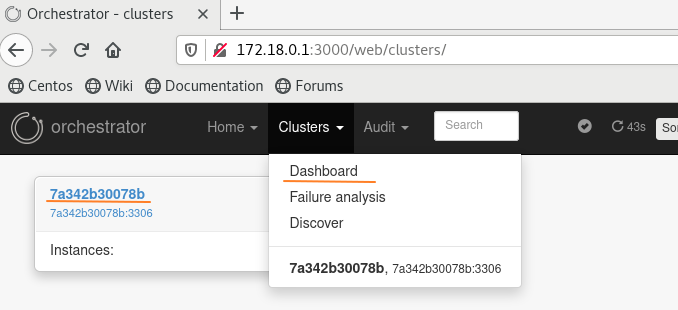 Orchestrator - clusters
172.18.0.1:3000/web/clusters/
Centos Wiki Documentation Forums
orchestrator Home Clusters Audit Search 43s
Dashboard
7a342b30078b
Failure analysis
7a342b30078b:3306
Discover
Instances:
7a342b30078b, 7a342b30078b:3306